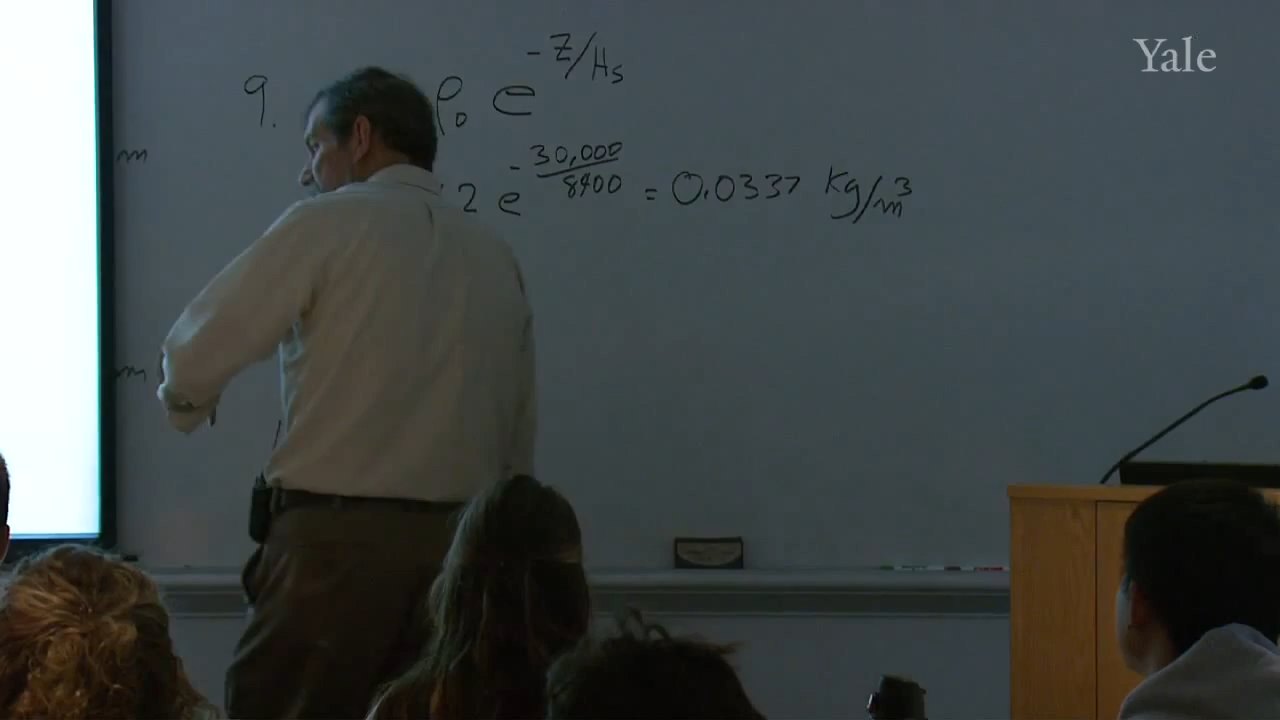 Yale
9. ρ₀ e^(-Z/Hs)
2 e^(-30,000/8400) = 0.0337 Kg/m³
m
m